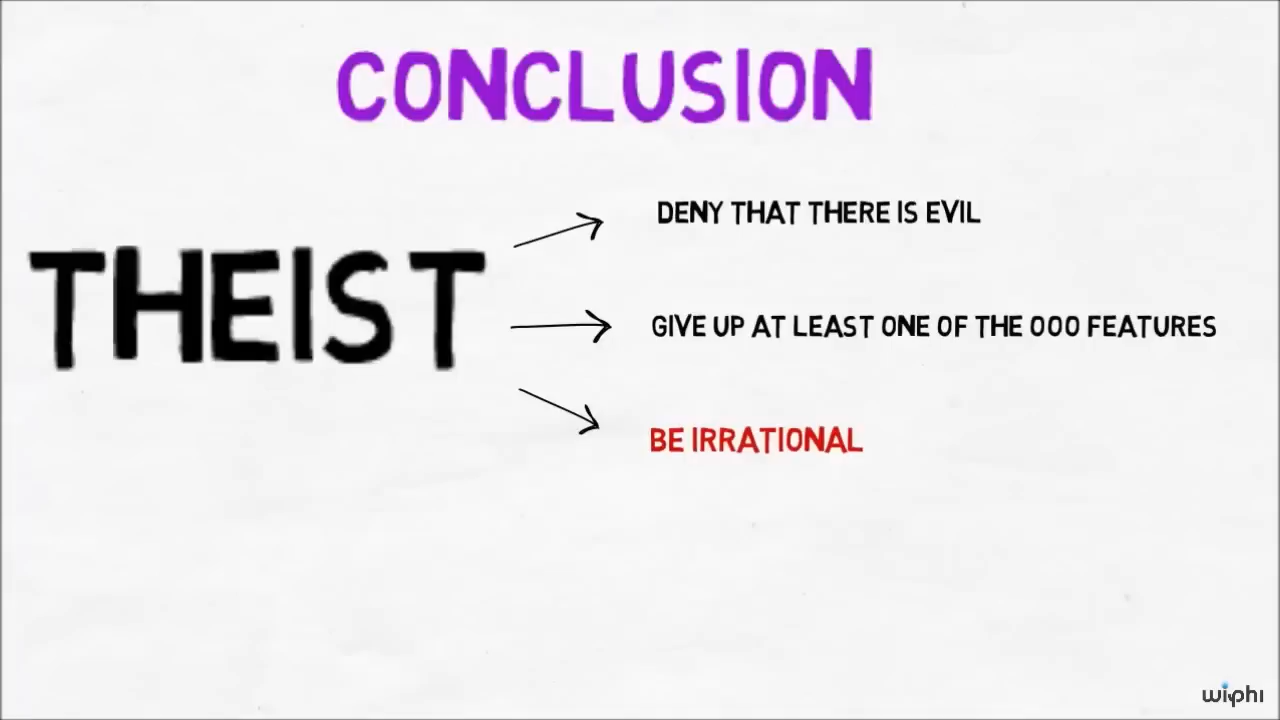 CONCLUSION
THEIST
DENY THAT THERE IS EVIL
GIVE UP AT LEAST ONE OF THE OOO FEATURES
BE IRRATIONAL
wiphi